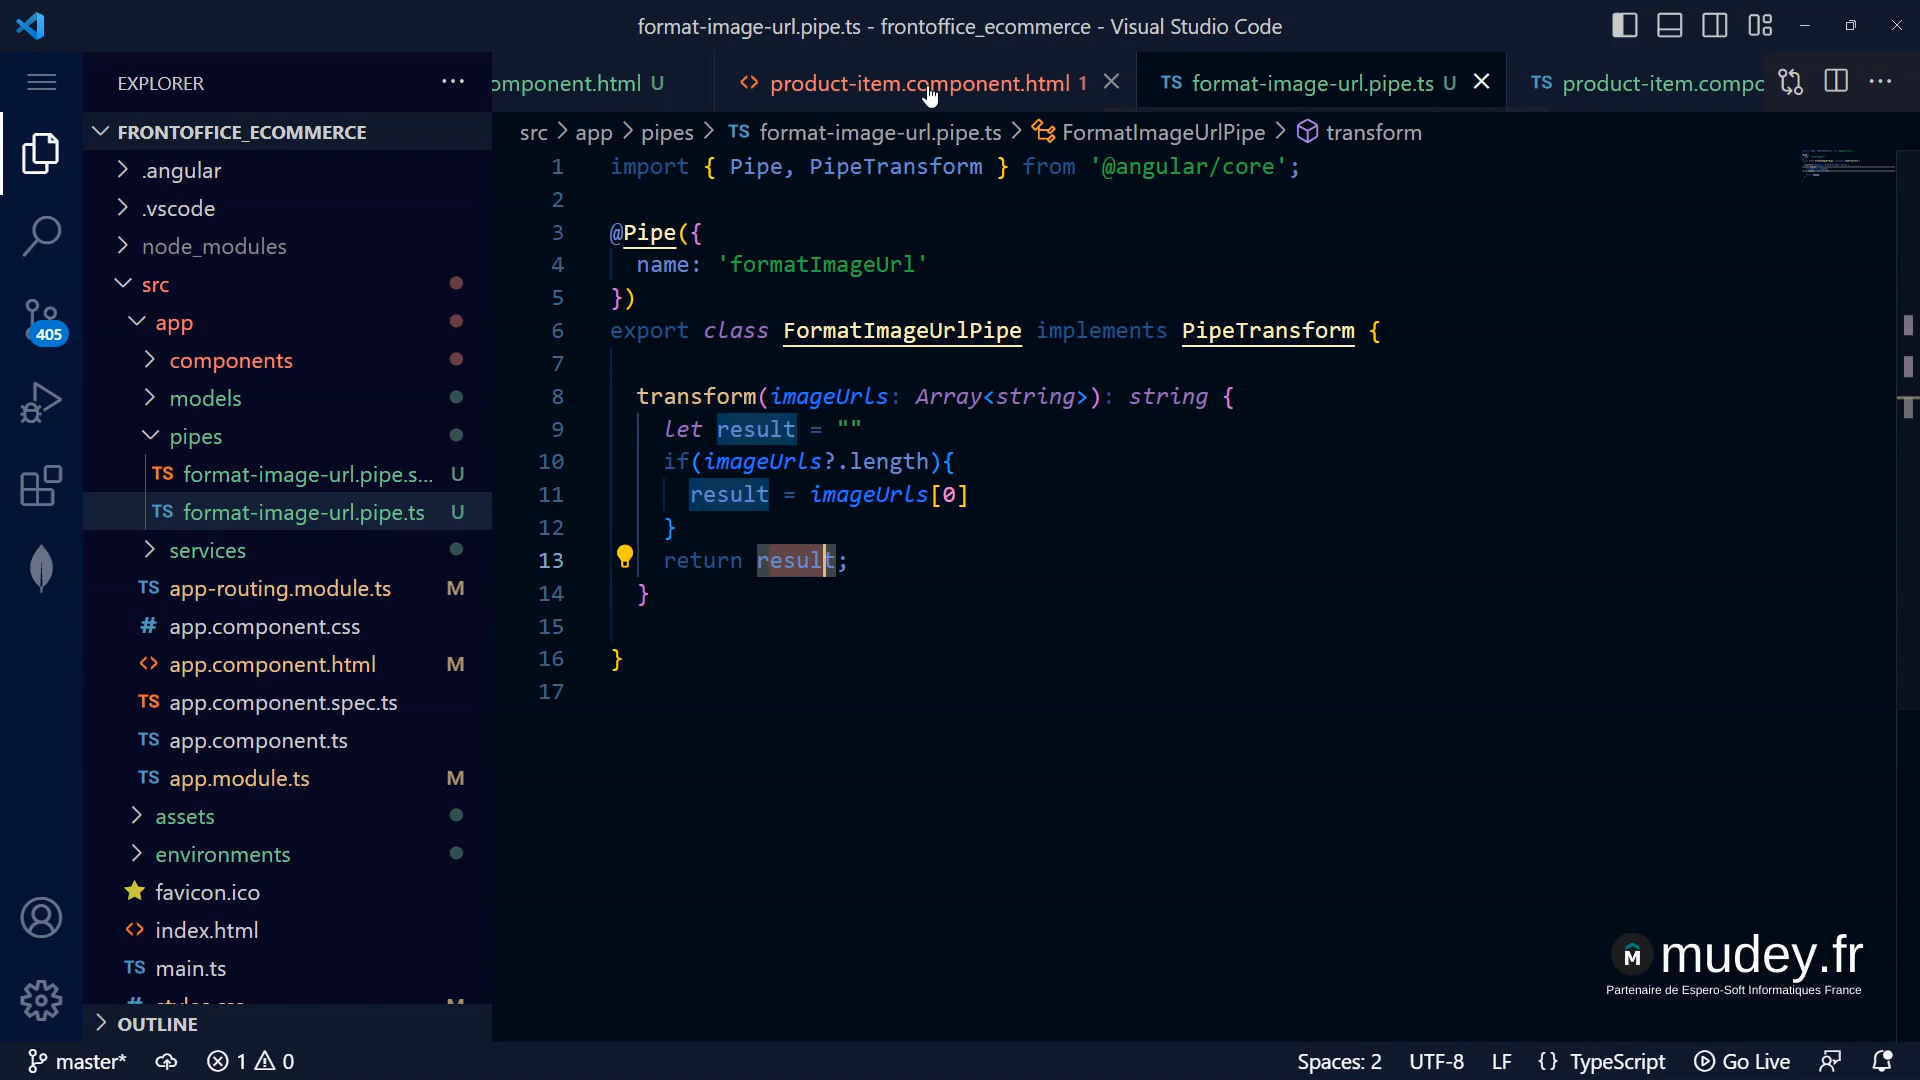 format-image-url.pipe.ts - frontoffice_ecommerce - Visual Studio Code
EXPLORER
omponent.html U
product-item.component.html 1
TS format-image-url.pipe.ts U
TS product-item.compo
FRONTOFFICE_ECOMMERCE
src > app > pipes > TS format-image-url.pipe.ts > FormatImageUrlPipe > transform
.angular
.vscode
node_modules
src
app
components
models
pipes
TS format-image-url.pipe.s... U
TS format-image-url.pipe.ts U
services
TS app-routing.module.ts M
# app.component.css
<> app.component.html M
TS app.component.spec.ts
TS app.component.ts
TS app.module.ts M
assets
environments
favicon.ico
<> index.html
TS main.ts
OUTLINE
1 import { Pipe, PipeTransform } from '@angular/core';
2
3 @Pipe({
4 name: 'formatImageUrl'
5 })
6 export class FormatImageUrlPipe implements PipeTransform {
7
8 transform(imageUrls: Array<string>): string {
9 let result = ""
10 if(imageUrls?.length){
11 result = imageUrls[0]
12 }
13 return result;
14 }
15
16 }
17
405
M mudey.fr
Partenaire de Espero-Soft Informatiques France
master* 1 0
Spaces: 2 UTF-8 LF {} TypeScript Go Live